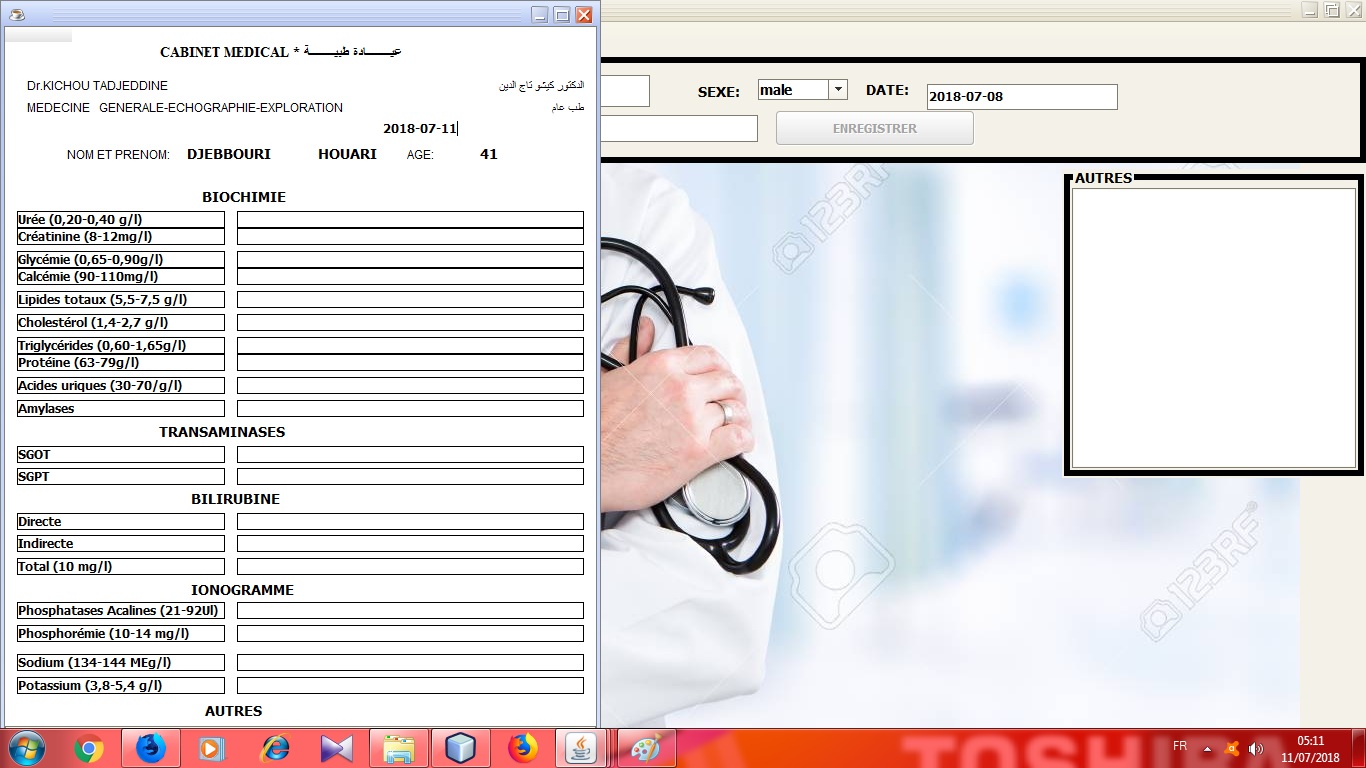 CABINET MEDICAL * عيـــــادة طبيـــــــة
Dr.KICHOU TADJEDDINE الدكتور كيشو تاج الدين
MEDECINE GENERALE-ECHOGRAPHIE-EXPLORATION طب عام
2018-07-11
NOM ET PRENOM: DJEBBOURI HOUARI AGE: 41
BIOCHIMIE
Urée (0,20-0,40 g/l)
Créatinine (8-12mg/l)
Glycémie (0,65-0,90g/l)
Calcémie (90-110mg/l)
Lipides totaux (5,5-7,5 g/l)
Cholestérol (1,4-2,7 g/l)
Triglycérides (0,60-1,65g/l)
Protéine (63-79g/l)
Acides uriques (30-70/g/l)
Amylases
TRANSAMINASES
SGOT
SGPT
BILIRUBINE
Directe
Indirecte
Total (10 mg/l)
IONOGRAMME
Phosphatases Acalines (21-92Ul)
Phosphorémie (10-14 mg/l)
Sodium (134-144 MEg/l)
Potassium (3,8-5,4 g/l)
AUTRES
SEXE: male DATE: 2018-07-08
ENREGISTRER
AUTRES
123RF
123RF®
TOSHIBA
FR 05:11
11/07/2018